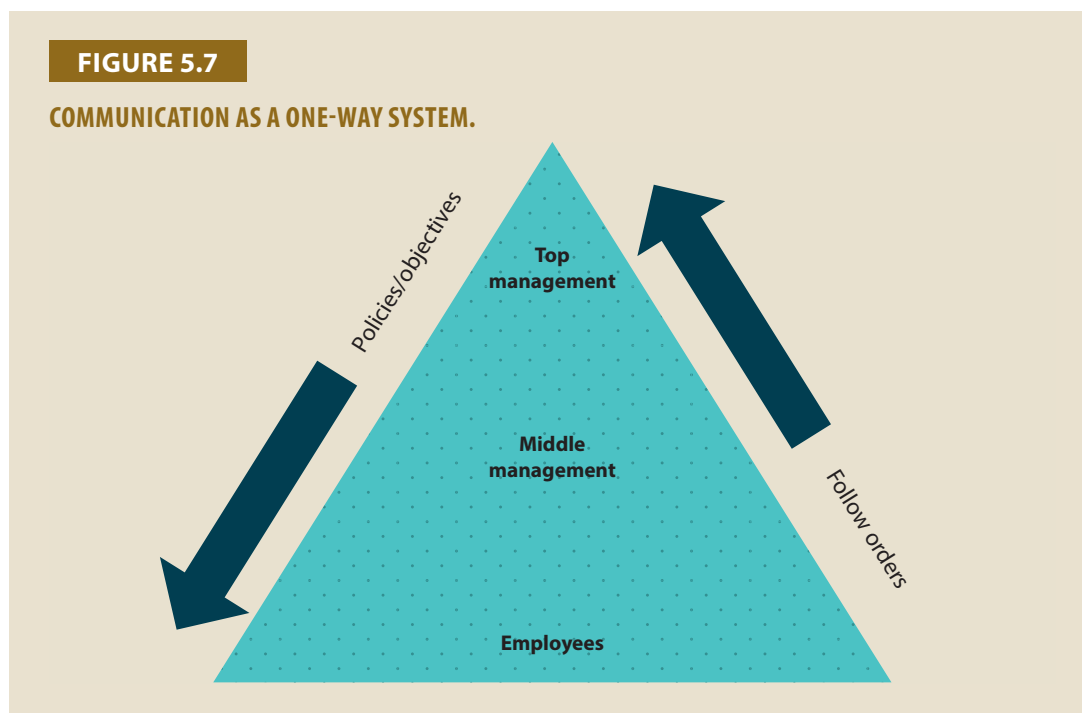 FIGURE 5.7
COMMUNICATION AS A ONE-WAY SYSTEM.
Policies/objectives
Top
management
Middle
management
Follow orders
Employees